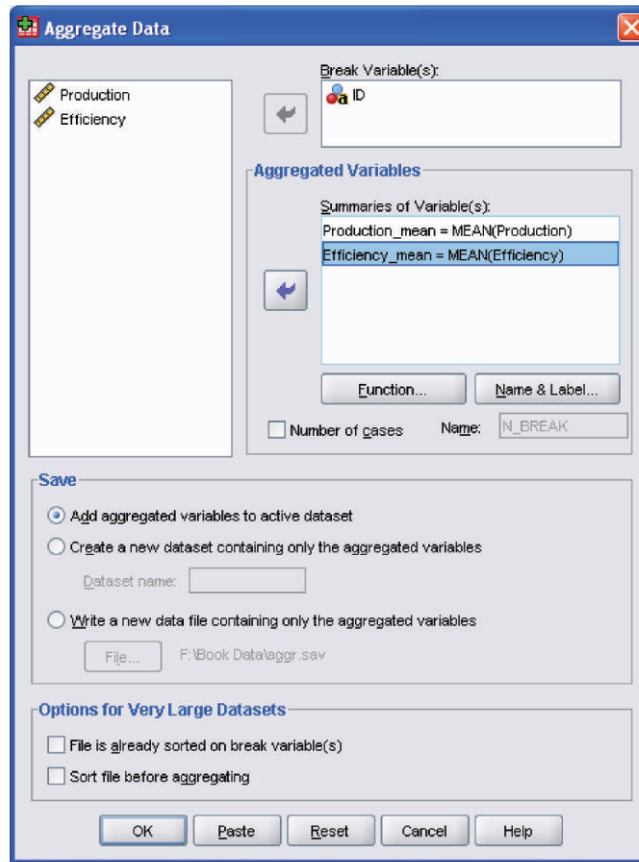 Aggregate Data
Production
Efficiency
Break Variable(s):
a ID
Aggregated Variables
Summaries of Variable(s):
Production_mean = MEAN(Production)
Efficiency_mean = MEAN(Efficiency)
Function...
Name & Label...
Number of cases
Name:
N_BREAK
Save
Add aggregated variables to active dataset
Create a new dataset containing only the aggregated variables
Dataset name:
Write a new data file containing only the aggregated variables
File...
F:\Book Data\aggr.sav
Options for Very Large Datasets
File is already sorted on break variable(s)
Sort file before aggregating
OK
Paste
Reset
Cancel
Help